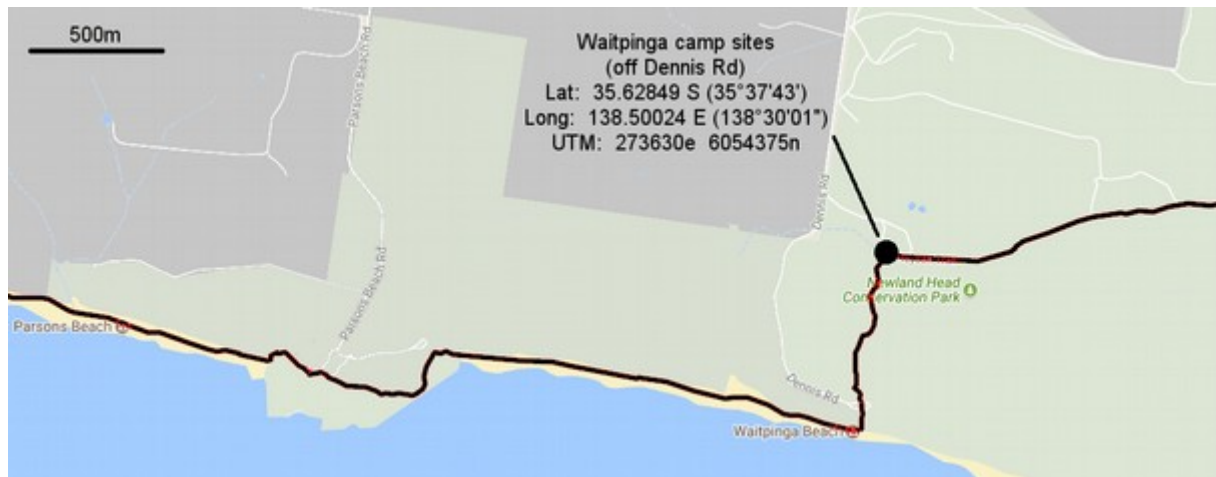 500m
Waitpinga camp sites
(off Dennis Rd)
Lat: 35.62849 S (35°37'43')
Long: 138.50024 E (138°30'01")
UTM: 273630e 6054375n
Parsons Beach Rd
Dennis Rd
Newland Head
Conservation Park
Parsons Beach Rd
Parsons Beach
Dennis Rd
Waitpinga Beach